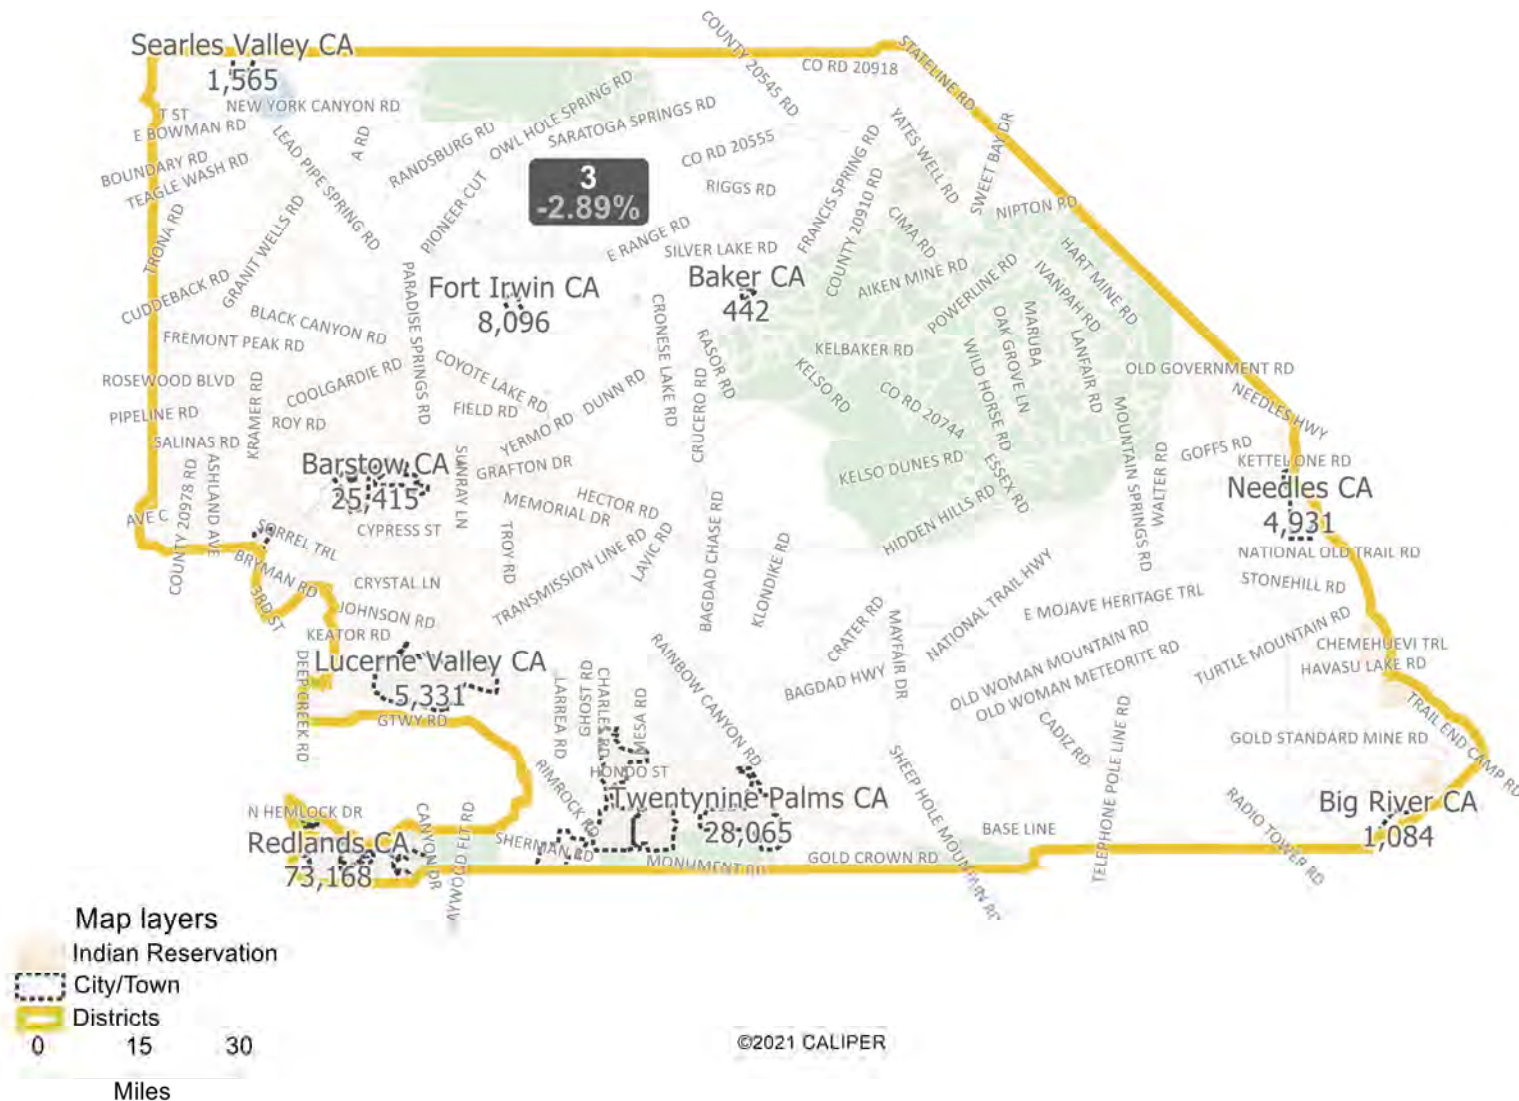 Searles Valley CA
1,565
COUNTY 20545 RD
CO RD 20918
STATELINE RD
NEW YORK CANYON RD
T ST
E BOWMAN RD
LEAD PIPE SPRING RD
A RD
RANDSBURG RD
OWL HOLE SPRING RD
SARATOGA SPRINGS RD
CO RD 20555
YATES WELL RD
SWEET BAY DR
BOUNDARY RD
TEAGLE WASH RD
3
-2.89%
RIGGS RD
FRANCIS SPRING RD
COUNTY 20910 RD
NIPTON RD
TRONA RD
GRANIT WELLS RD
PIONEER CUT
E RANGE RD
SILVER LAKE RD
CIMA RD
HART MINE RD
CUDDEBACK RD
PARADISE SPRINGS RD
Fort Irwin CA
8,096
Baker CA
442
AIKEN MINE RD
POWERLINE RD
IVANPAH RD
BLACK CANYON RD
FREMONT PEAK RD
CRONESE LAKE RD
RASOR RD
KELBAKER RD
OAK GROVE LN
MARUBA
LANFAIR RD
WILD HORSE RD
ROSEWOOD BLVD
COOLGARDIE RD
COYOTE LAKE RD
DUNN RD
CRUCERO RD
KELSO RD
CO RD 20744
OLD GOVERNMENT RD
NEEDLES HWY
PIPELINE RD
KRAMER RD
ROY RD
FIELD RD
YERMO RD
SALINAS RD
MOUNTAIN SPRINGS RD
WALTER RD
GOFFS RD
KETTEL ONE RD
Barstow CA
25,415
SUNRAY LN
GRAFTON DR
KELSO DUNES RD
ESSEX RD
Needles CA
4,931
COUNTY 20978 RD
ASHLAND AVE
MEMORIAL DR
HECTOR RD
HIDDEN HILLS RD
AVE C
SORREL TRL
CYPRESS ST
TROY RD
TRANSMISSION LINE RD
LAVIC RD
BAGDAD CHASE RD
KLONDIKE RD
NATIONAL OLD TRAIL RD
BRYMAN RD
3RD ST
CRYSTAL LN
NATIONAL TRAIL HWY
STONEHILL RD
JOHNSON RD
E MOJAVE HERITAGE TRL
KEATOR RD
CRATER RD
MAYFAIR DR
OLD WOMAN MOUNTAIN RD
OLD WOMAN METEORITE RD
TURTLE MOUNTAIN RD
CHEMEHUEVI TRL
HAVASU LAKE RD
DEEP CREEK RD
Lucerne Valley CA
5,331
LARREA RD
GHOST RD
CHARLES RD
MESA RD
RAINBOW CANYON RD
BAGDAD HWY
GTWY RD
CADIZ RD
TELEPHONE POLE LINE RD
GOLD STANDARD MINE RD
TRAIL END CAMP RD
RIMROCK RD
HONDO ST
SHEEP HOLE MOUNTAIN RD
N HEMLOCK DR
CANYON DR
Twentynine Palms CA
28,065
RADIO TOWER RD
Big River CA
1,084
Redlands CA
73,168
SHERMAN RD
MONUMENT RD
GOLD CROWN RD
BASE LINE
Map layers
Indian Reservation
City/Town
Districts
0 15 30
Miles
©2021 CALIPER